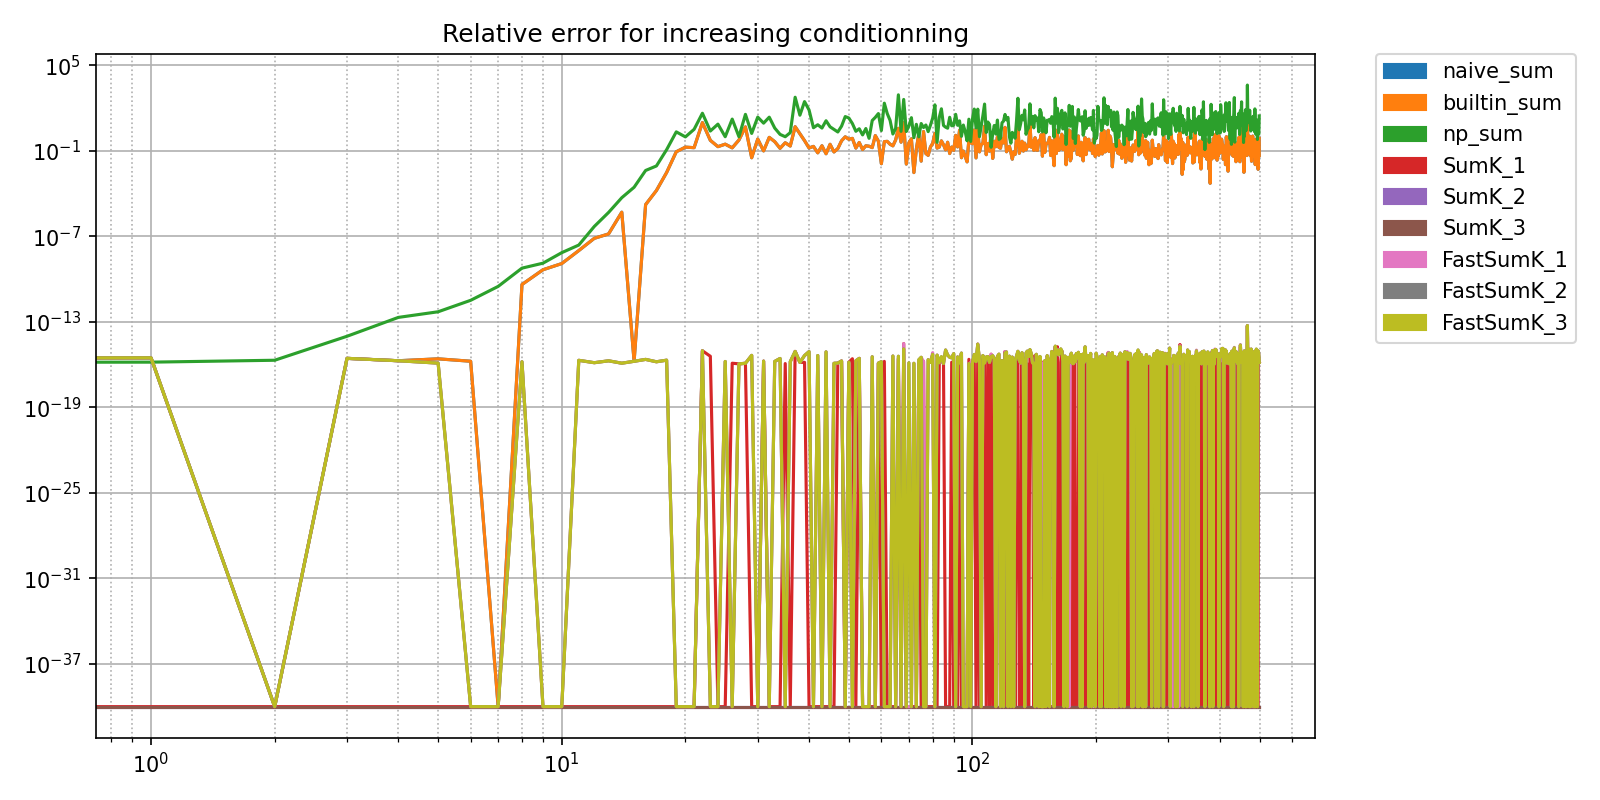 Relative error for increasing conditionning
10^5
10^-1
10^-7
10^-13
10^-19
10^-25
10^-31
10^-37
10^0 10^1 10^2
naive_sum
builtin_sum
np_sum
SumK_1
SumK_2
SumK_3
FastSumK_1
FastSumK_2
FastSumK_3